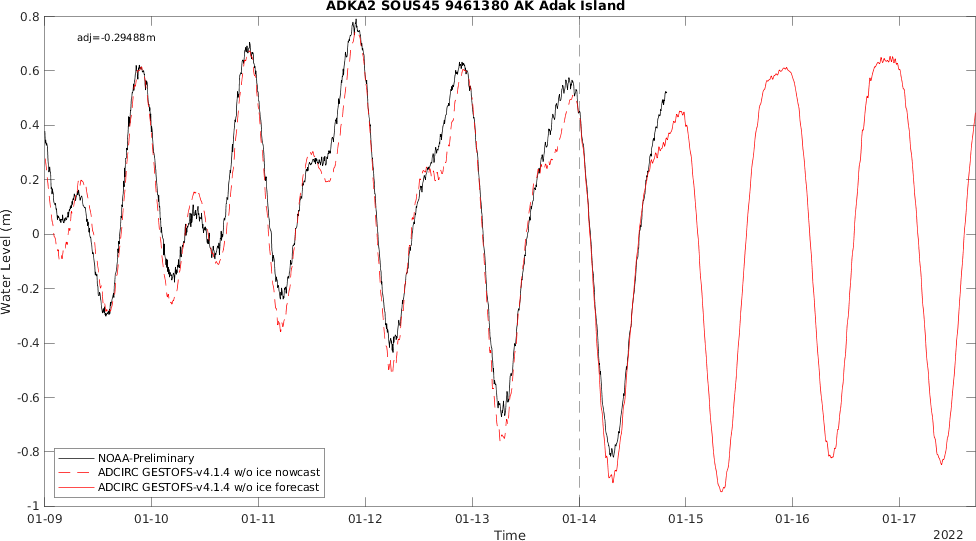 ADKA2 SOUS45 9461380 AK Adak Island
adj=-0.29488m
0.8
0.6
0.4
0.2
0
-0.2
-0.4
-0.6
-0.8
-1
Water Level (m)
NOAA-Preliminary
ADCIRC GESTOFS-v4.1.4 w/o ice nowcast
ADCIRC GESTOFS-v4.1.4 w/o ice forecast
01-09 01-10 01-11 01-12 01-13 01-14 01-15 01-16 01-17
Time
2022